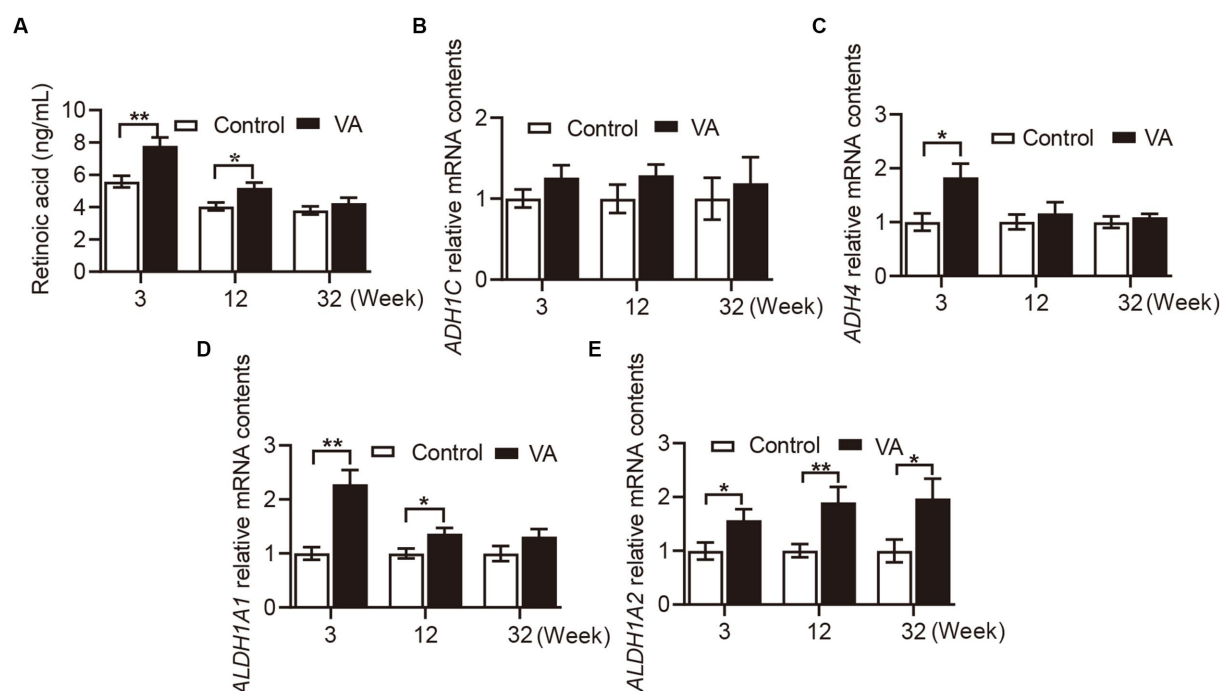 A
Retinoic acid (ng/mL)
10
8
6
4
2
0
**
*
Control
VA
3
12
32 (Week)
B
ADH1C relative mRNA contents
2
1
0
Control
VA
3
12
32 (Week)
C
ADH4 relative mRNA contents
3
2
1
0
*
Control
VA
3
12
32 (Week)
D
ALDH1A1 relative mRNA contents
3
2
1
0
**
*
Control
VA
3
12
32 (Week)
E
ALDH1A2 relative mRNA contents
3
2
1
0
Control
VA
*
**
*
3
12
32 (Week)